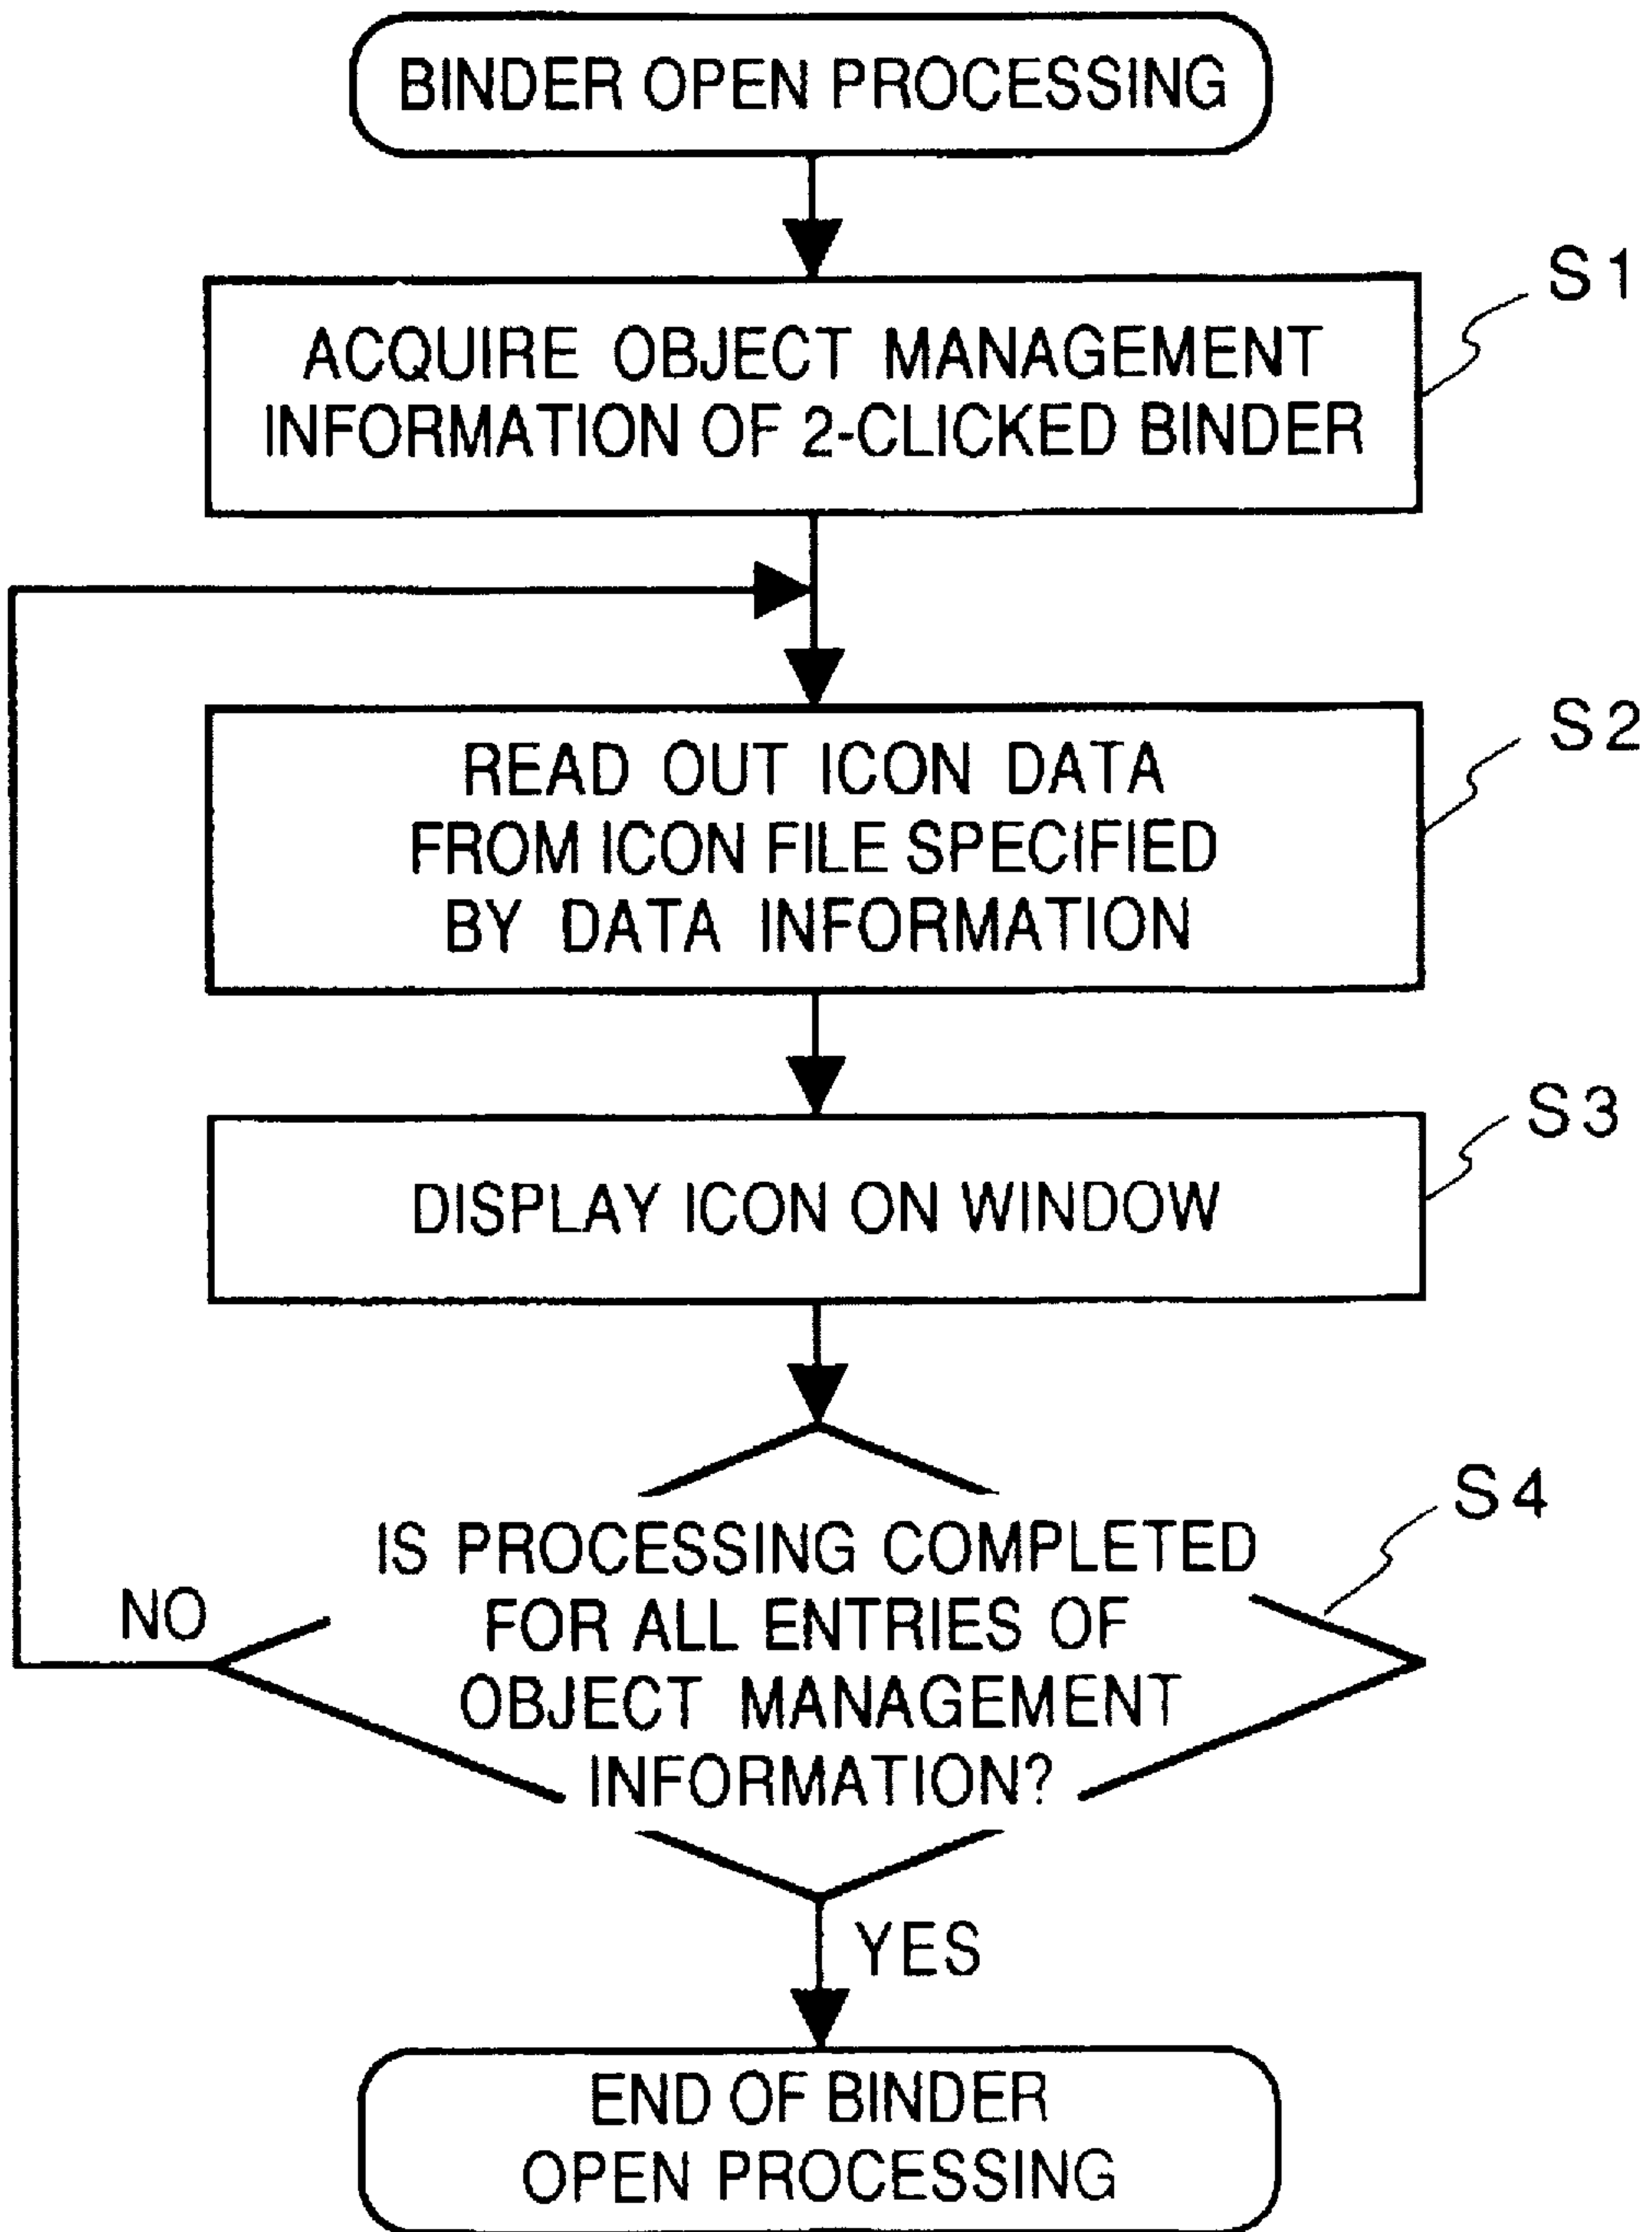 BINDER OPEN PROCESSING
S1
ACQUIRE OBJECT MANAGEMENT
INFORMATION OF 2-CLICKED BINDER
S2
READ OUT ICON DATA
FROM ICON FILE SPECIFIED
BY DATA INFORMATION
S3
DISPLAY ICON ON WINDOW
S4
IS PROCESSING COMPLETED
FOR ALL ENTRIES OF
OBJECT MANAGEMENT
INFORMATION?
NO
YES
END OF BINDER
OPEN PROCESSING